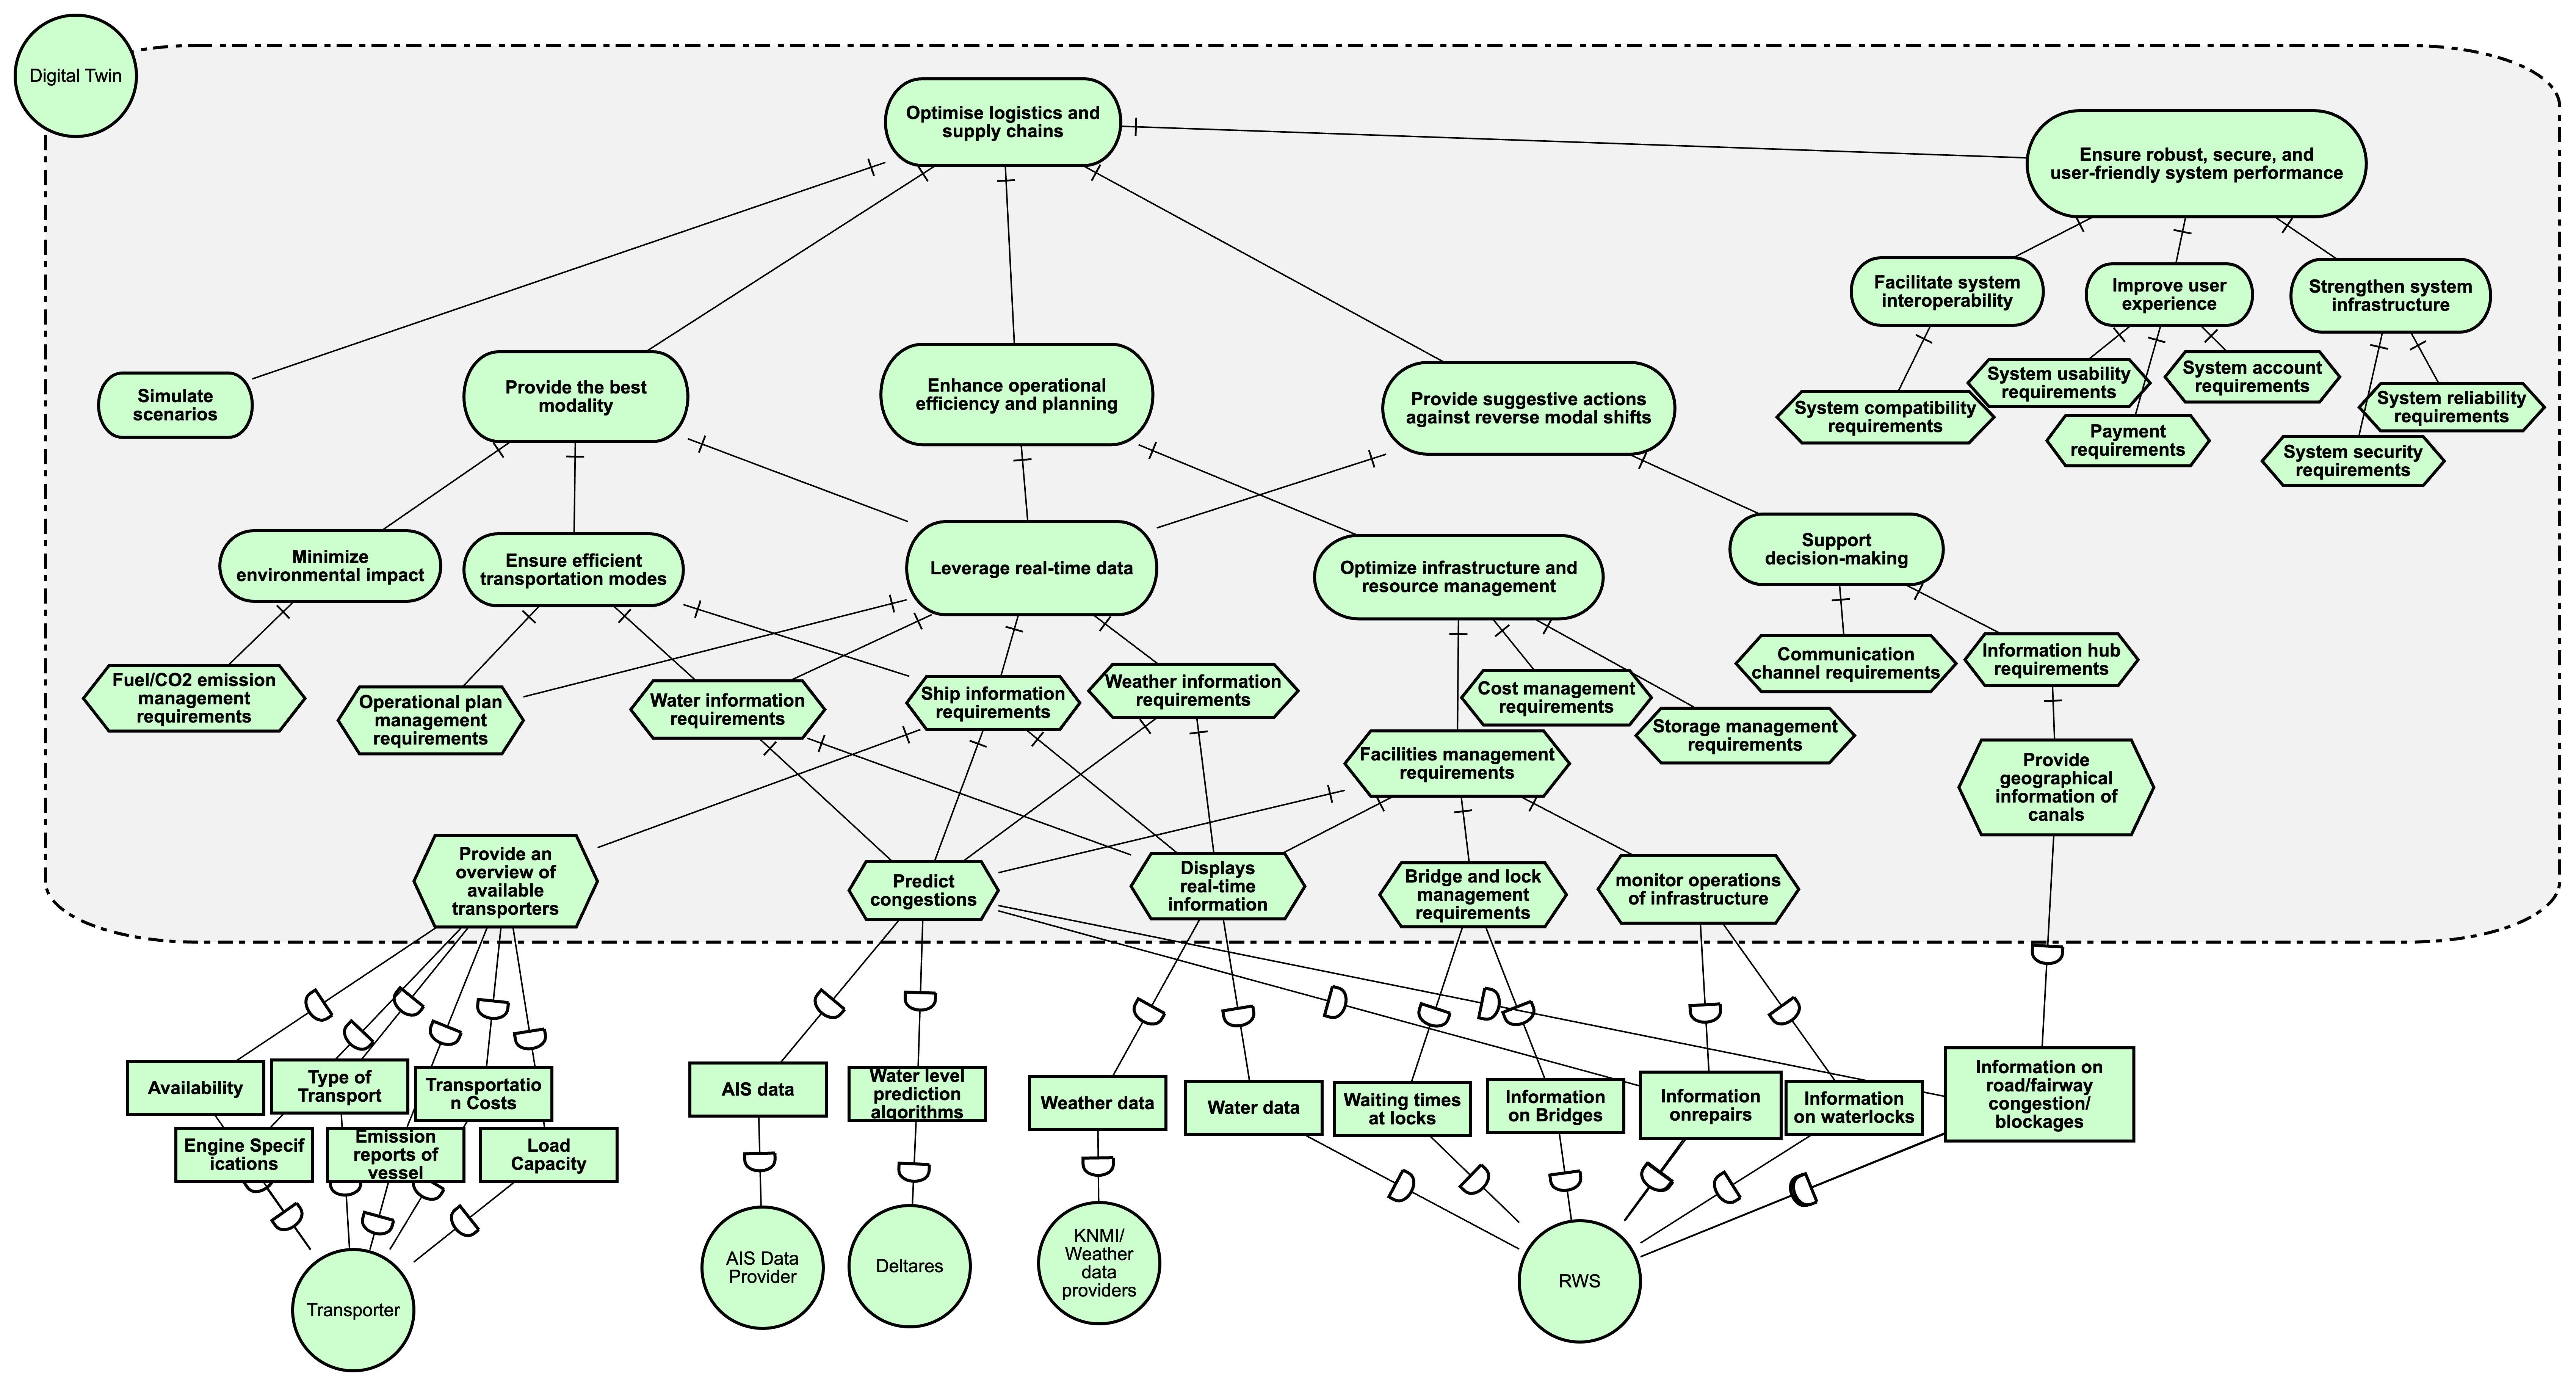 Digital Twin
Optimise logistics and
supply chains
Ensure robust, secure, and
user-friendly system performance
Facilitate system
interoperability
Improve user
experience
Strengthen system
infrastructure
Simulate
scenarios
Provide the best
modality
Enhance operational
efficiency and planning
Provide suggestive actions
against reverse modal shifts
System compatibility
requirements
System usability
requirements
System account
requirements
Payment
requirements
System reliability
requirements
System security
requirements
Minimize
environmental impact
Ensure efficient
transportation modes
Leverage real-time data
Optimize infrastructure and
resource management
Support
decision-making
Fuel/CO2 emission
management
requirements
Operational plan
management
requirements
Water information
requirements
Ship information
requirements
Weather information
requirements
Cost management
requirements
Storage management
requirements
Communication
channel requirements
Information hub
requirements
Facilities management
requirements
Provide
geographical
information of
canals
Provide an
overview of
available
transporters
Predict
congestions
Displays
real-time
information
Bridge and lock
management
requirements
monitor operations
of infrastructure
Availability
Type of
Transport
Transportatio
n Costs
Engine Specif
ications
Emission
reports of
vessel
Load
Capacity
AIS data
Water level
prediction
algorithms
Weather data
Water data
Waiting times
at locks
Information
on Bridges
Information
onrepairs
Information
on waterlocks
Information on
road/fairway
congestion/
blockages
Transporter
AIS Data
Provider
Deltares
KNMI/
Weather
data
providers
RWS